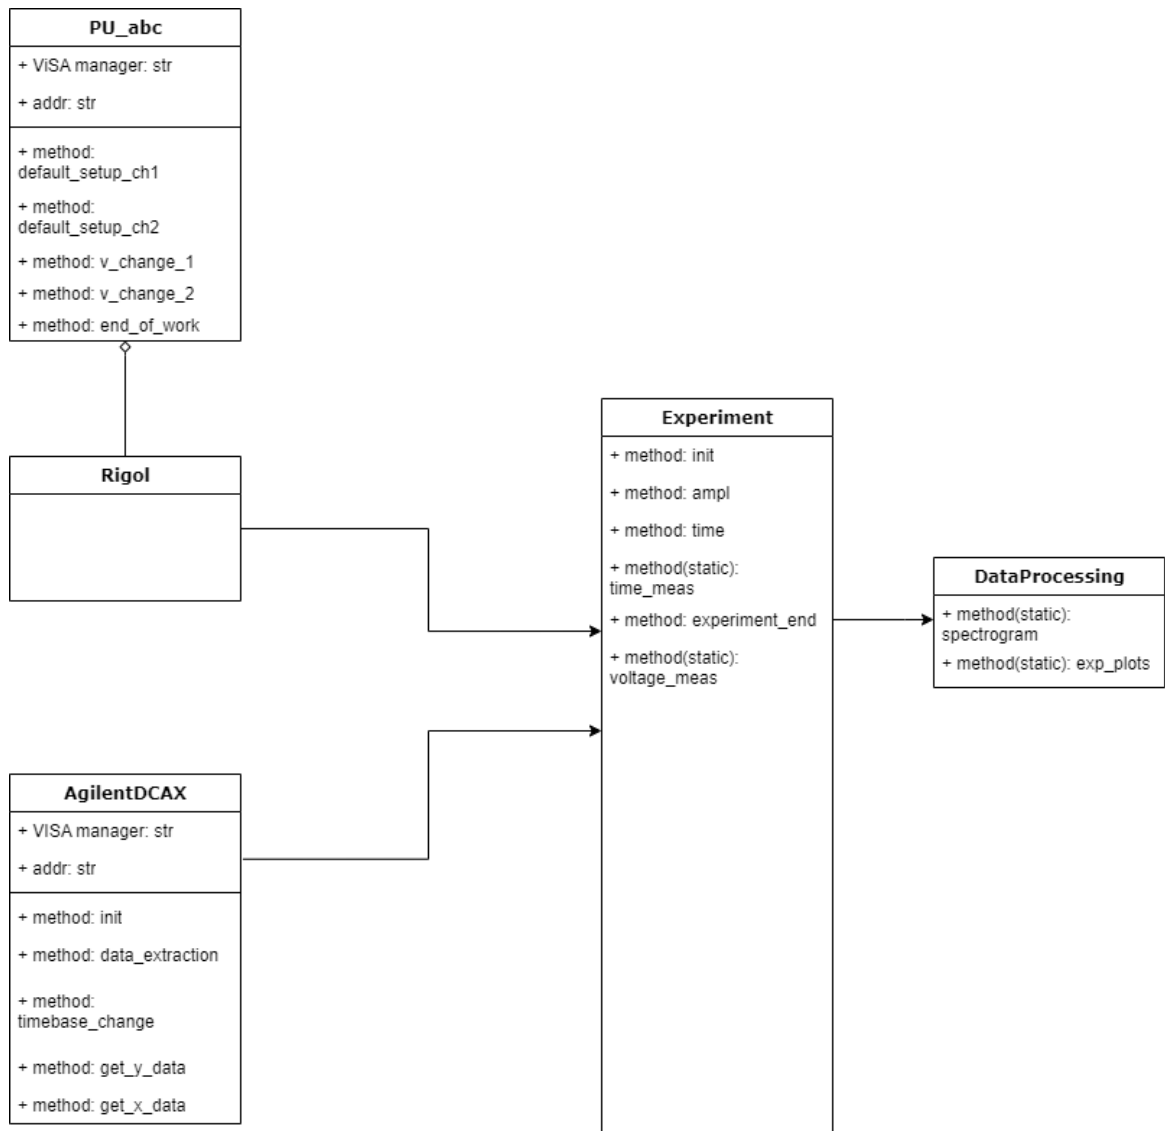 PU_abc
+ ViSA manager: str
+ addr: str
+ method:
default_setup_ch1
+ method:
default_setup_ch2
+ method: v_change_1
+ method: v_change_2
+ method: end_of_work
Rigol
AgilentDCAX
+ VISA manager: str
+ addr: str
+ method: init
+ method: data_extraction
+ method:
timebase_change
+ method: get_y_data
+ method: get_x_data
Experiment
+ method: init
+ method: ampl
+ method: time
+ method(static):
time_meas
+ method: experiment_end
+ method(static):
voltage_meas
DataProcessing
+ method(static):
spectrogram
+ method(static): exp_plots